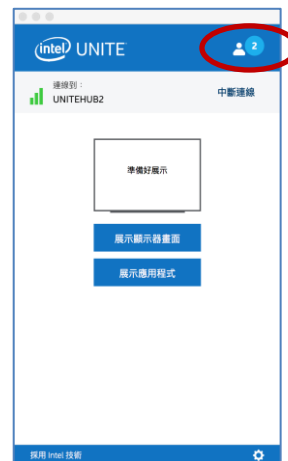 intel UNITE
2
連線到：
UNITEHUB2
中斷連線
準備好展示
展示顯示器畫面
展示應用程式
採用 Intel 技術